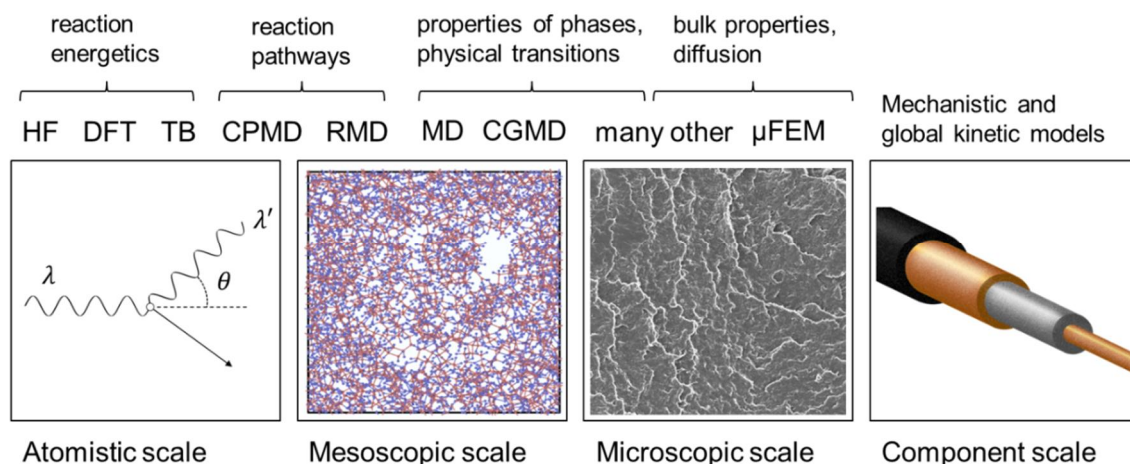 reaction
energetics
reaction
pathways
properties of phases,
physical transitions
bulk properties,
diffusion
HF DFT TB CPMD RMD MD CGMD many other μFEM
Mechanistic and
global kinetic models
λ
λ′
θ
Atomistic scale
Mesoscopic scale
Microscopic scale
Component scale